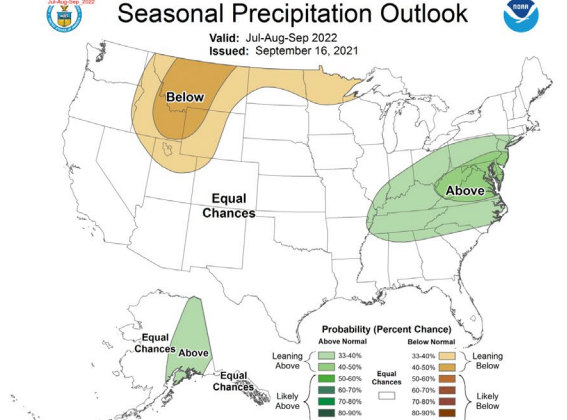 Jul-Aug-Sep 2022
Seasonal Precipitation Outlook
NOAA
Valid: Jul-Aug-Sep 2022
Issued: September 16, 2021
Below
Equal
Chances
Above
Equal
Chances
Above
Equal
Chances
Probability (Percent Chance)
Above Normal
Below Normal
Leaning
Above
33-40%
40-50%
Likely
Above
50-60%
60-70%
70-80%
80-90%
Equal
Chances
33-40%
40-50%
Leaning
Below
50-60%
60-70%
70-80%
80-90%
Likely
Below